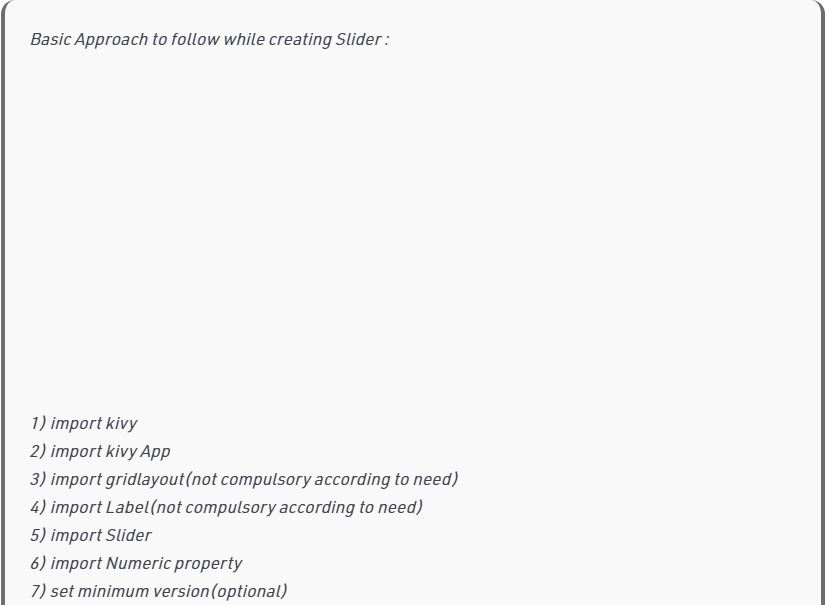 Basic Approach to follow while creating Slider :
1) import kivy
2) import kivy App
3) import gridlayout(not compulsory according to need)
4) import Label(not compulsory according to need)
5) import Slider
6) import Numeric property
7) set minimum version(optional)